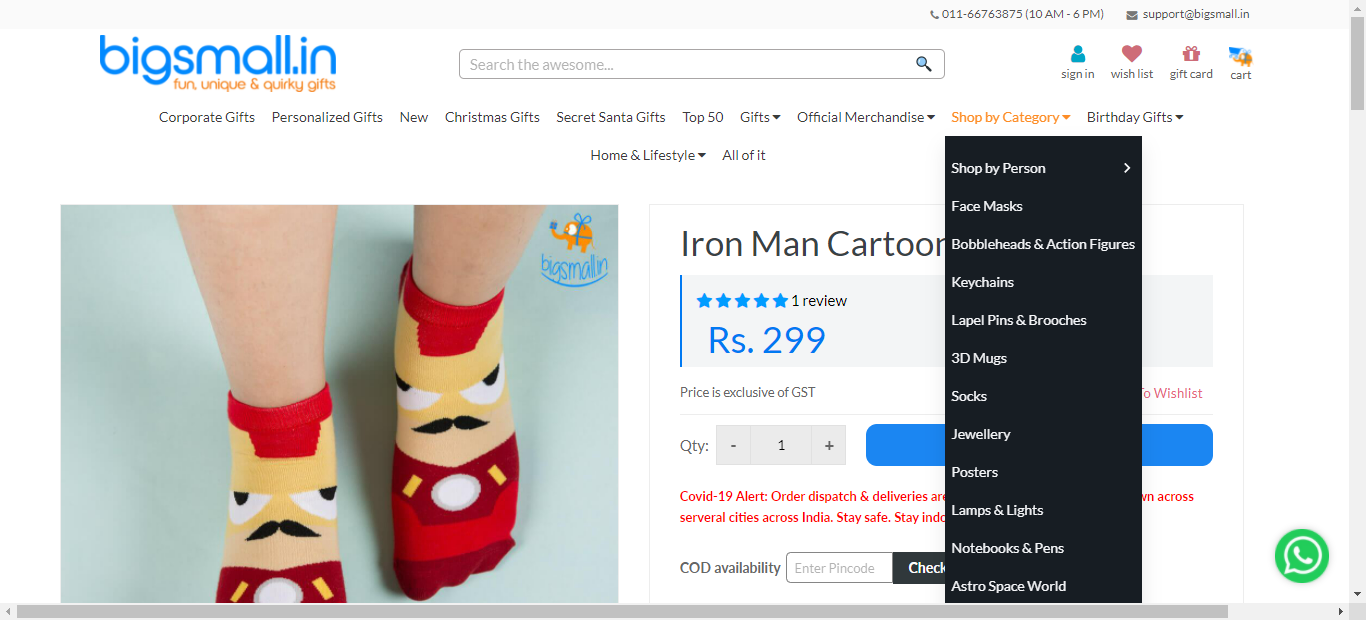 011-66763875 (10 AM - 6 PM) support@bigsmall.in
bigsmall.in
fun, unique & quirky gifts
Search the awesome...
sign in wish list gift card cart
Corporate Gifts Personalized Gifts New Christmas Gifts Secret Santa Gifts Top 50 Gifts Official Merchandise Shop by Category Birthday Gifts
Home & Lifestyle All of it
Shop by Person
Face Masks
Bobbleheads & Action Figures
Keychains
Lapel Pins & Brooches
3D Mugs
Socks
Jewellery
Posters
Lamps & Lights
Notebooks & Pens
Astro Space World
bigsmall.in
Iron Man Cartoon
1 review
Rs. 299
Price is exclusive of GST
To Wishlist
Qty: - 1 +
Covid-19 Alert: Order dispatch & deliveries are wn across
serveral cities across India. Stay safe. Stay indo
COD availability Enter Pincode Check